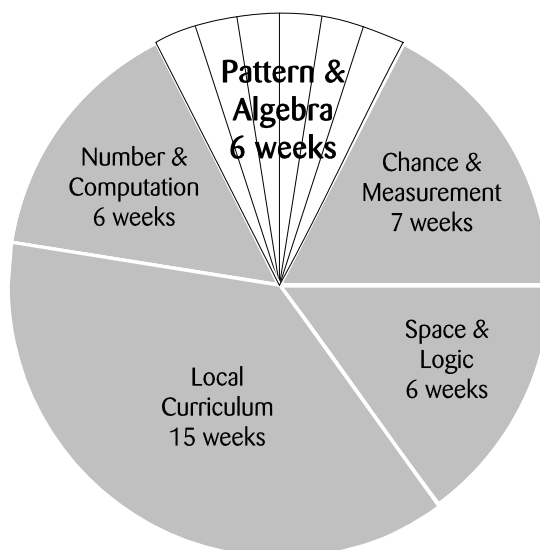 Pattern &
Algebra
6 weeks
Number &
Computation
6 weeks
Chance &
Measurement
7 weeks
Space &
Logic
6 weeks
Local
Curriculum
15 weeks